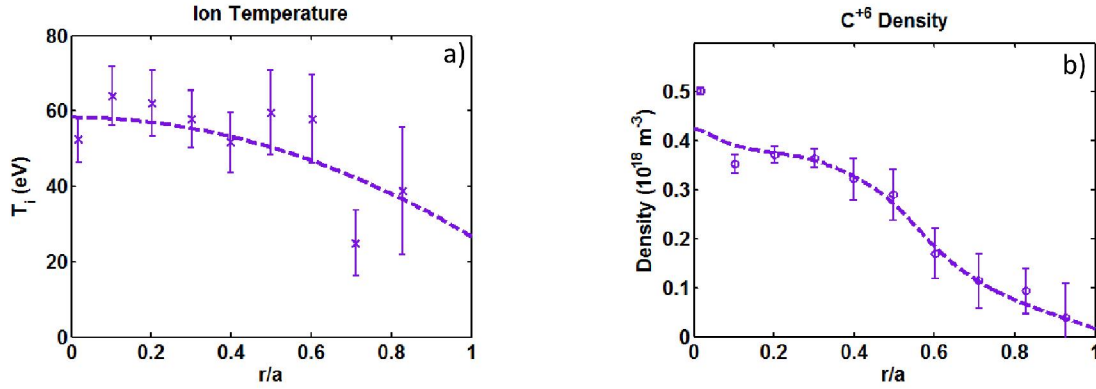 Ion Temperature
a)
80
60
40
20
0
T_i (eV)
0 0.2 0.4 0.6 0.8 1
r/a
C+6 Density
b)
0.5
0.4
0.3
0.2
0.1
0
Density (10^18 m^-3)
0 0.2 0.4 0.6 0.8 1
r/a